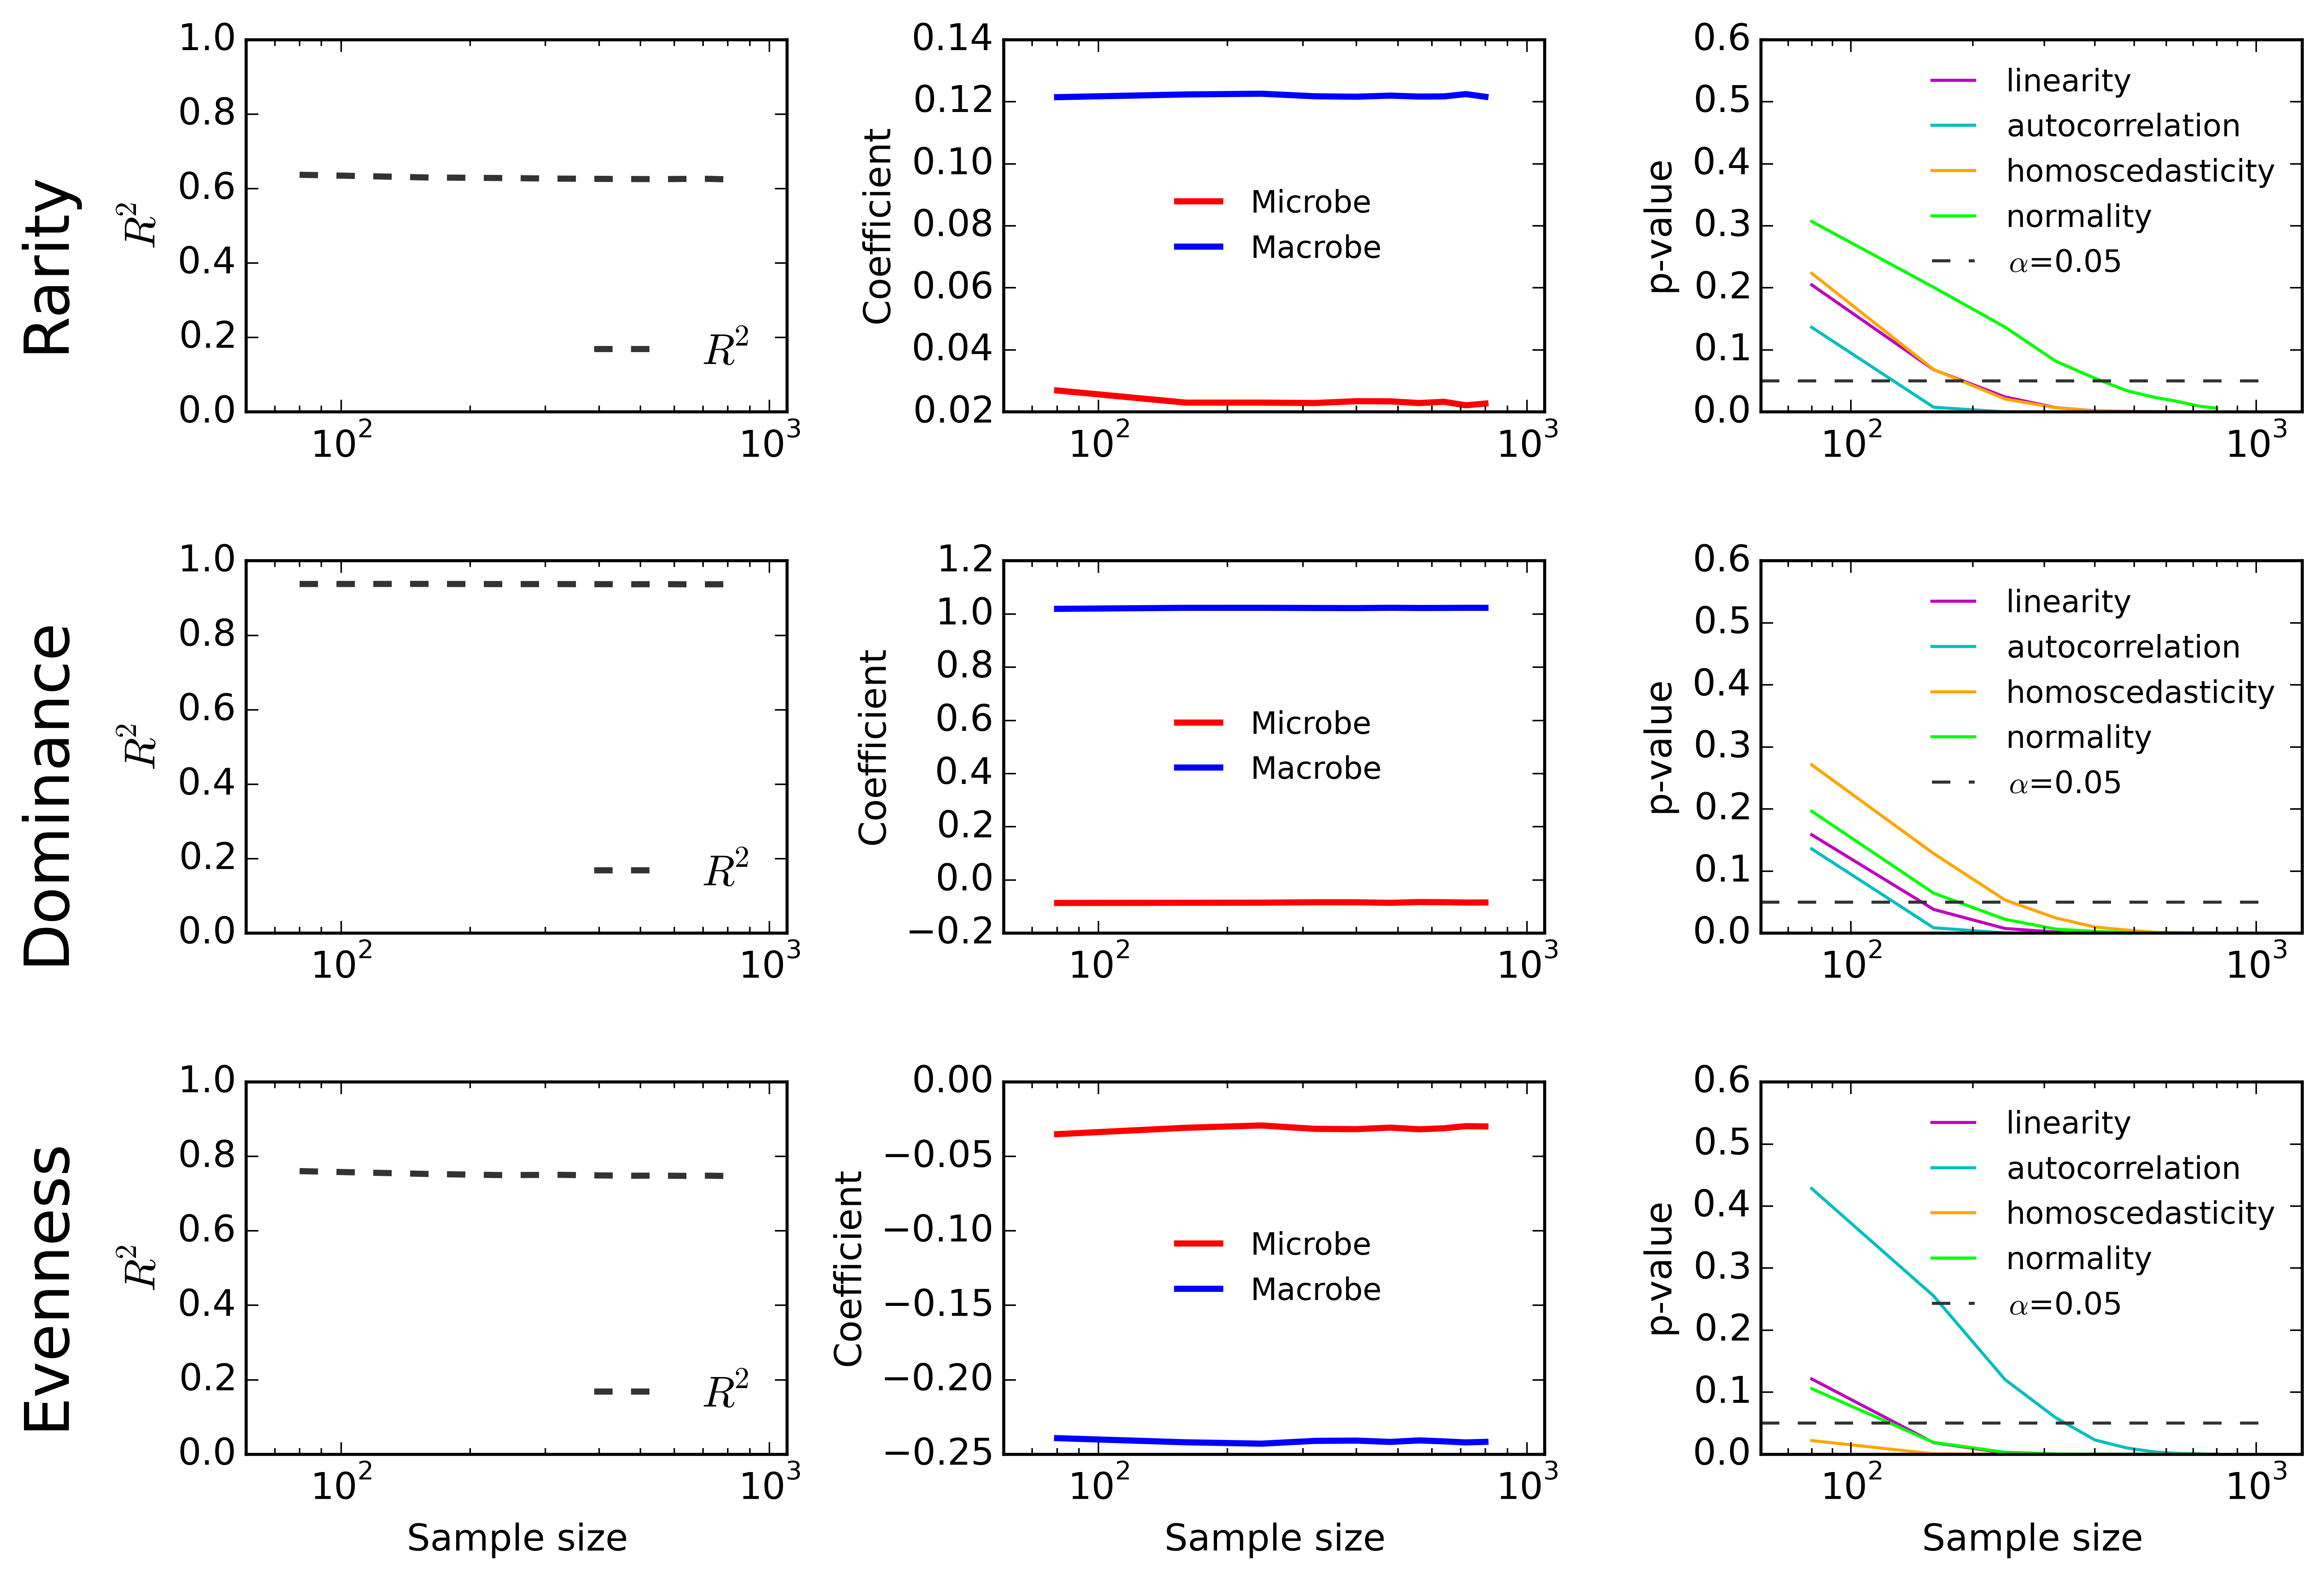 Rarity
R²
1.0
0.8
0.6
0.4
0.2
0.0
10²
10³
R²
Coefficient
0.14
0.12
0.10
0.08
0.06
0.04
0.02
10²
10³
Microbe
Macrobe
p-value
0.6
0.5
0.4
0.3
0.2
0.1
0.0
10²
10³
linearity
autocorrelation
homoscedasticity
normality
α=0.05
Dominance
R²
1.0
0.8
0.6
0.4
0.2
0.0
10²
10³
R²
Coefficient
1.2
1.0
0.8
0.6
0.4
0.2
0.0
−0.2
10²
10³
Microbe
Macrobe
p-value
0.6
0.5
0.4
0.3
0.2
0.1
0.0
10²
10³
linearity
autocorrelation
homoscedasticity
normality
α=0.05
Evenness
R²
1.0
0.8
0.6
0.4
0.2
0.0
10²
10³
R²
Sample size
Coefficient
0.00
−0.05
−0.10
−0.15
−0.20
−0.25
10²
10³
Microbe
Macrobe
Sample size
p-value
0.6
0.5
0.4
0.3
0.2
0.1
0.0
10²
10³
linearity
autocorrelation
homoscedasticity
normality
α=0.05
Sample size